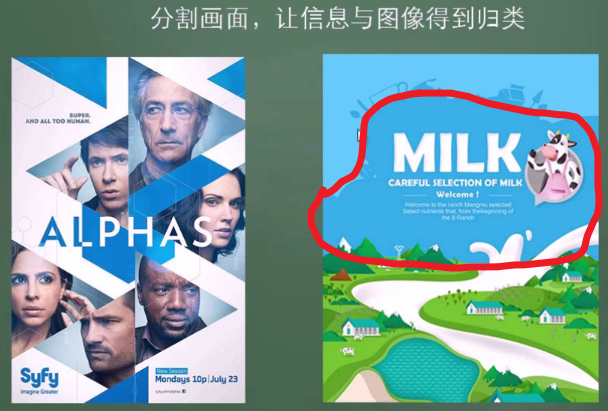 分割画面，让信息与图像得到归类
SUPER.
AND ALL TOO HUMAN.
ALPHAS
Syfy
Imagine Greater
New Season
Mondays 10p July 23
MILK
CAREFUL SELECTION OF MILK
Welcome !
Welcome to the ranch Mengniu selected
Select nutrients that, from thebeginning of
the & Ranch